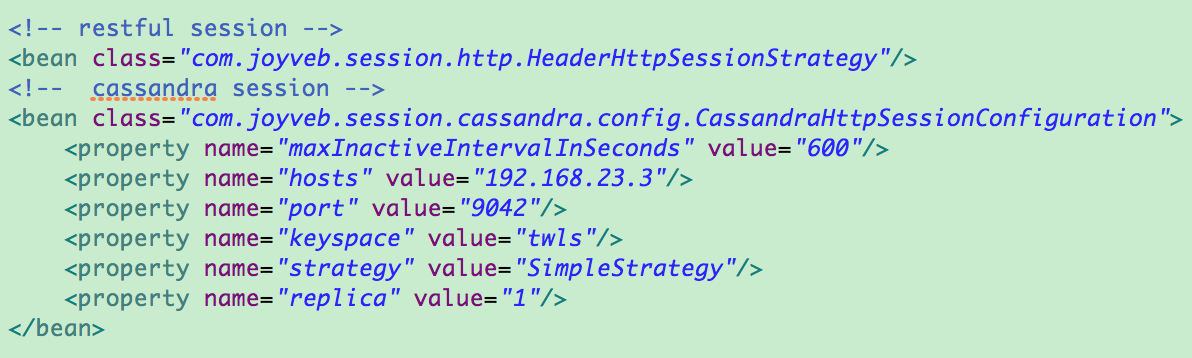 <!-- restful session -->
<bean class="com.joyveb.session.http.HeaderHttpSessionStrategy"/>
<!--  cassandra session -->
<bean class="com.joyveb.session.cassandra.config.CassandraHttpSessionConfiguration">
    <property name="maxInactiveIntervalInSeconds" value="600"/>
    <property name="hosts" value="192.168.23.3"/>
    <property name="port" value="9042"/>
    <property name="keyspace" value="twls"/>
    <property name="strategy" value="SimpleStrategy"/>
    <property name="replica" value="1"/>
</bean>